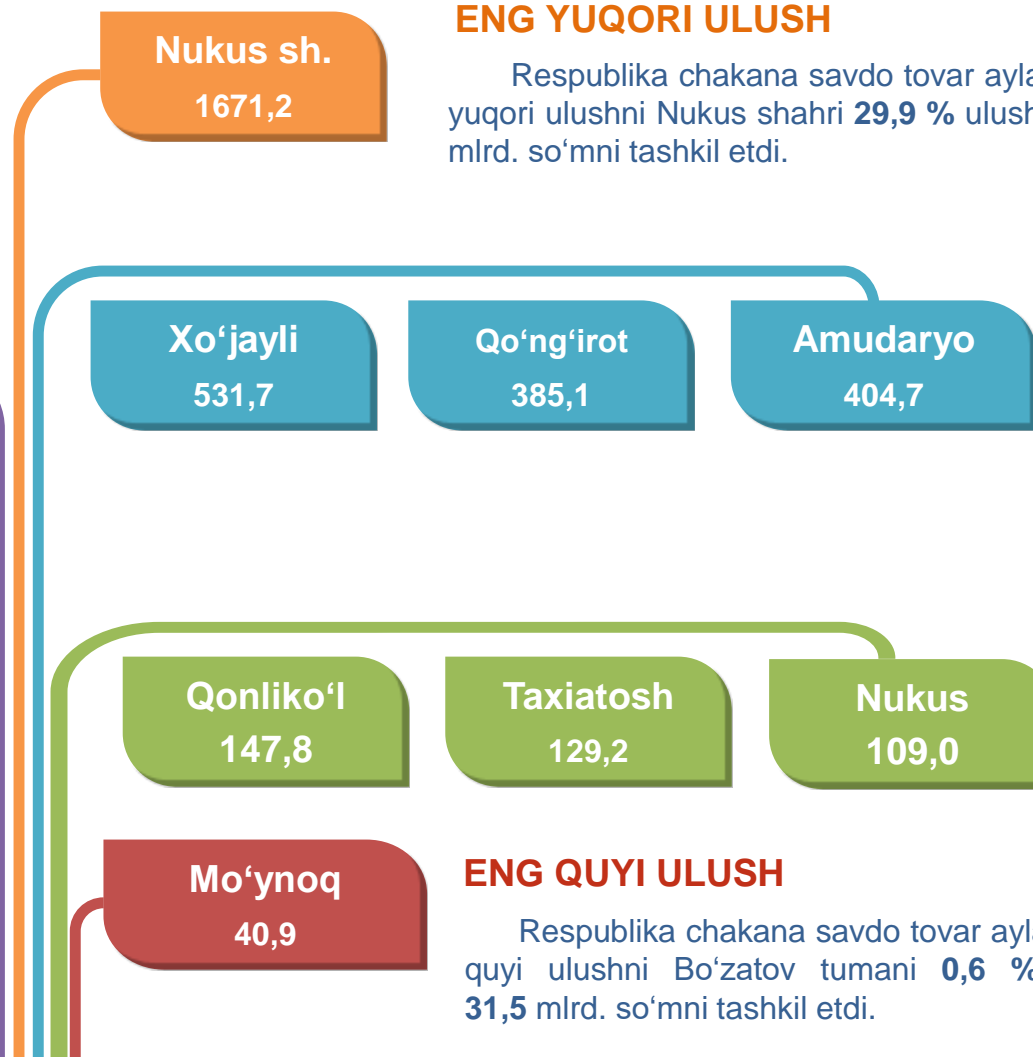 ENG YUQORI ULUSH
Nukus sh.
1671,2
Respublika chakana savdo tovar
yuqori ulushni Nukus shahri 29,9 % ulush
mlrd. so‘mni tashkil etdi.
Xo‘jayli
531,7
Qo‘ng‘irot
385,1
Amudaryo
404,7
Qonliko‘l
147,8
Taxiatosh
129,2
Nukus
109,0
Mo‘ynoq
40,9
ENG QUYI ULUSH
Respublika chakana savdo tovar
quyi ulushni Bo‘zatov tumani 0,6 %
31,5 mlrd. so‘mni tashkil etdi.